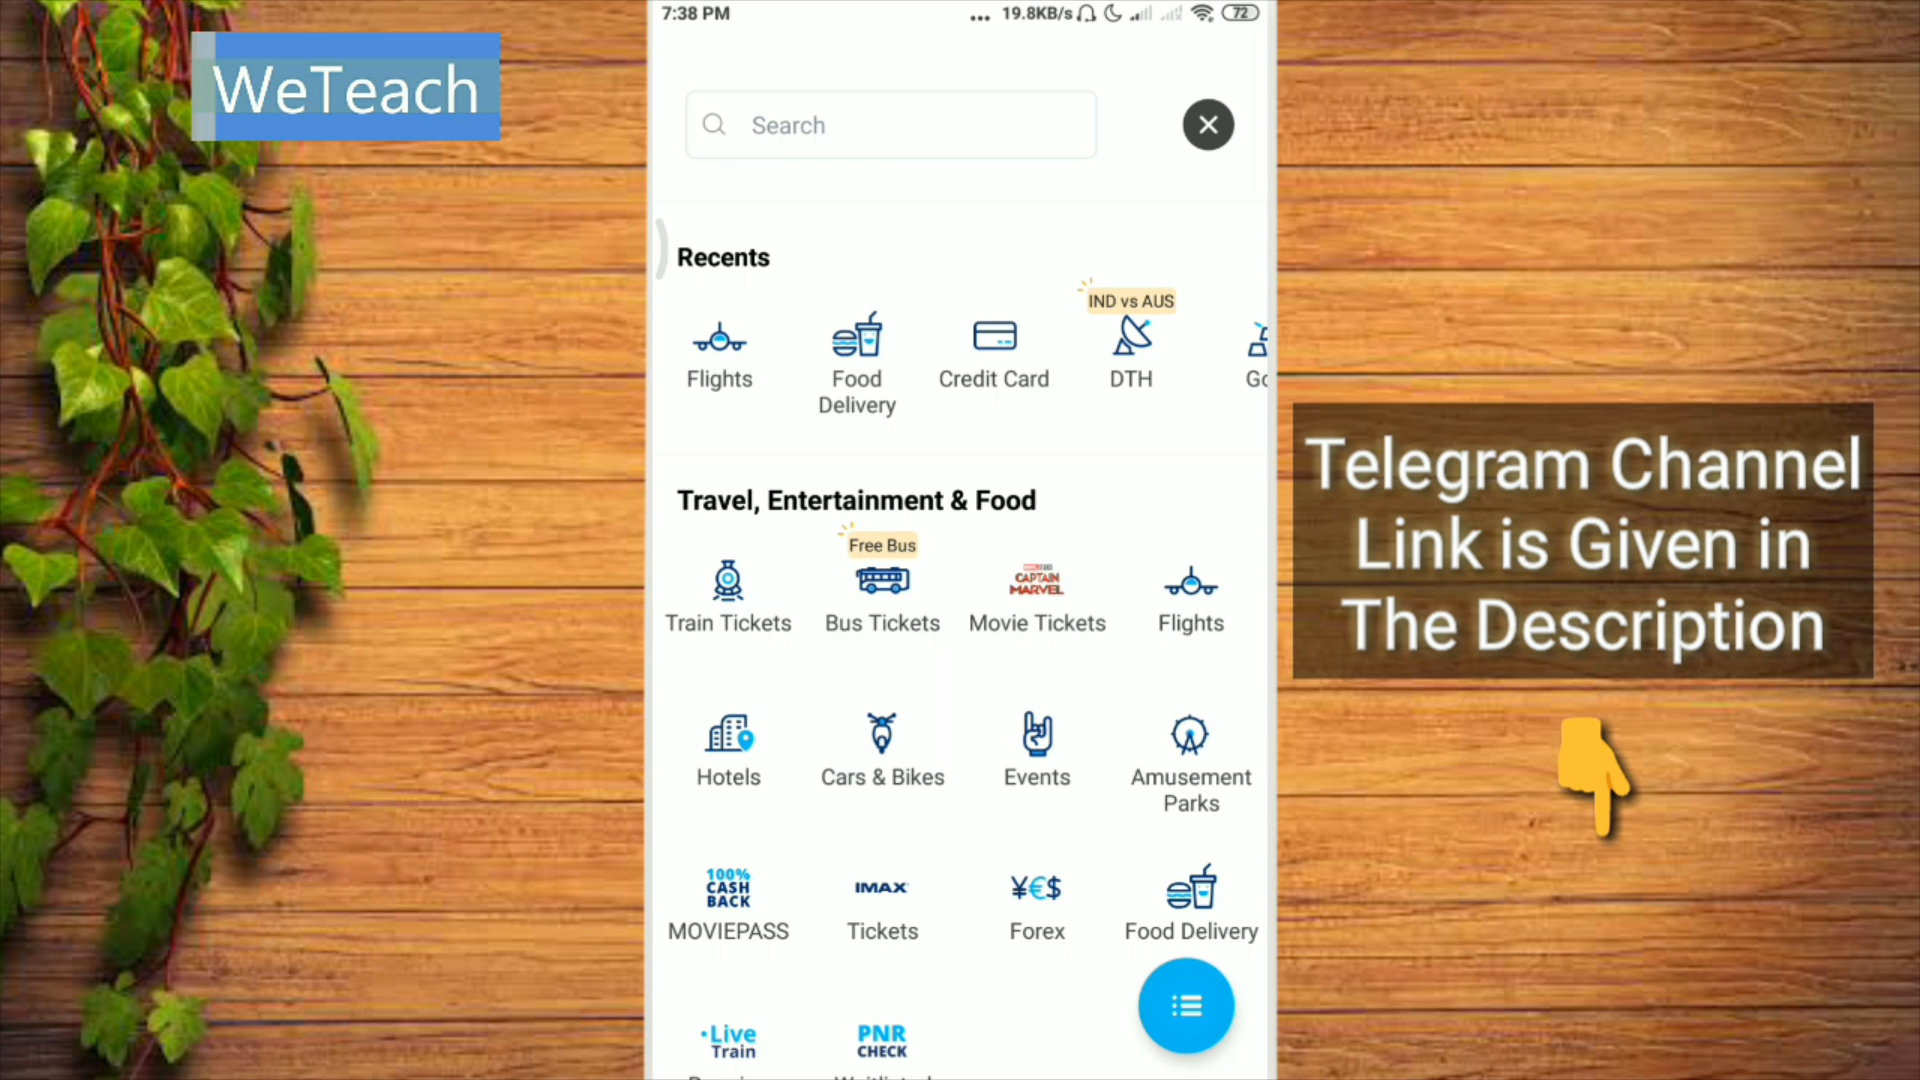 WeTeach
7:38 PM
... 19.8KB/s 72
Search
Recents
IND vs AUS
Flights
Food
Delivery
Credit Card
DTH
Travel, Entertainment & Food
Free Bus
CAPTAIN
MARVEL
Train Tickets
Bus Tickets
Movie Tickets
Flights
Hotels
Cars & Bikes
Events
Amusement
Parks
100%
CASH
BACK
IMAX
¥€$
MOVIEPASS
Tickets
Forex
Food Delivery
•Live
Train
PNR
CHECK
Telegram Channel
Link is Given in
The Description